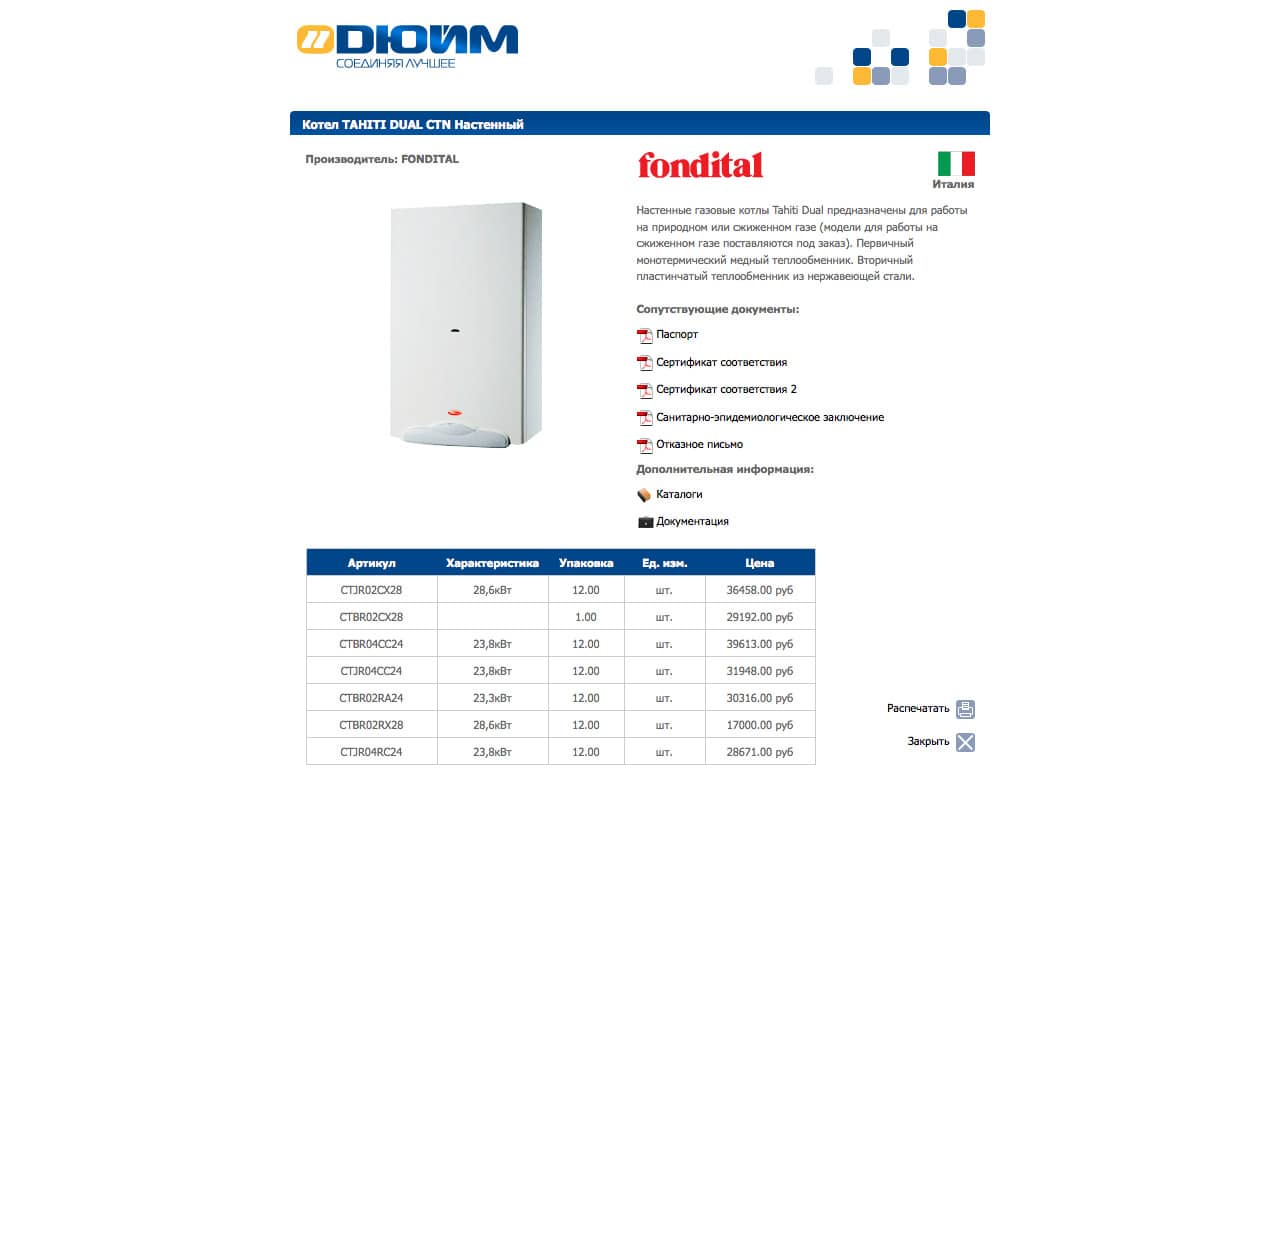 ДЮЙМ
СОЕДИНЯЯ ЛУЧШЕЕ
Котел TAHITI DUAL CTN Настенный
Производитель: FONDITAL
fondital
Италия
Настенные газовые котлы Tahiti Dual предназначены для работы
на природном или сжиженном газе (модели для работы на
сжиженном газе поставляются под заказ). Первичный
монотермический медный теплообменник. Вторичный
пластинчатый теплообменник из нержавеющей стали.
Сопутствующие документы:
Паспорт
Сертификат соответствия
Сертификат соответствия 2
Санитарно-эпидемиологическое заключение
Отказное письмо
Дополнительная информация:
Каталоги
Документация
Артикул Характеристика Упаковка Ед. изм. Цена
CTJR02CX28 28,6кВт 12.00 шт. 36458.00 руб
CTBR02CX28 1.00 шт. 29192.00 руб
CTBR04CC24 23,8кВт 12.00 шт. 39613.00 руб
CTJR04CC24 23,8кВт 12.00 шт. 31948.00 руб
CTBR02RA24 23,3кВт 12.00 шт. 30316.00 руб
CTBR02RX28 28,6кВт 12.00 шт. 17000.00 руб
CTJR04RC24 23,8кВт 12.00 шт. 28671.00 руб
Распечатать
Закрыть